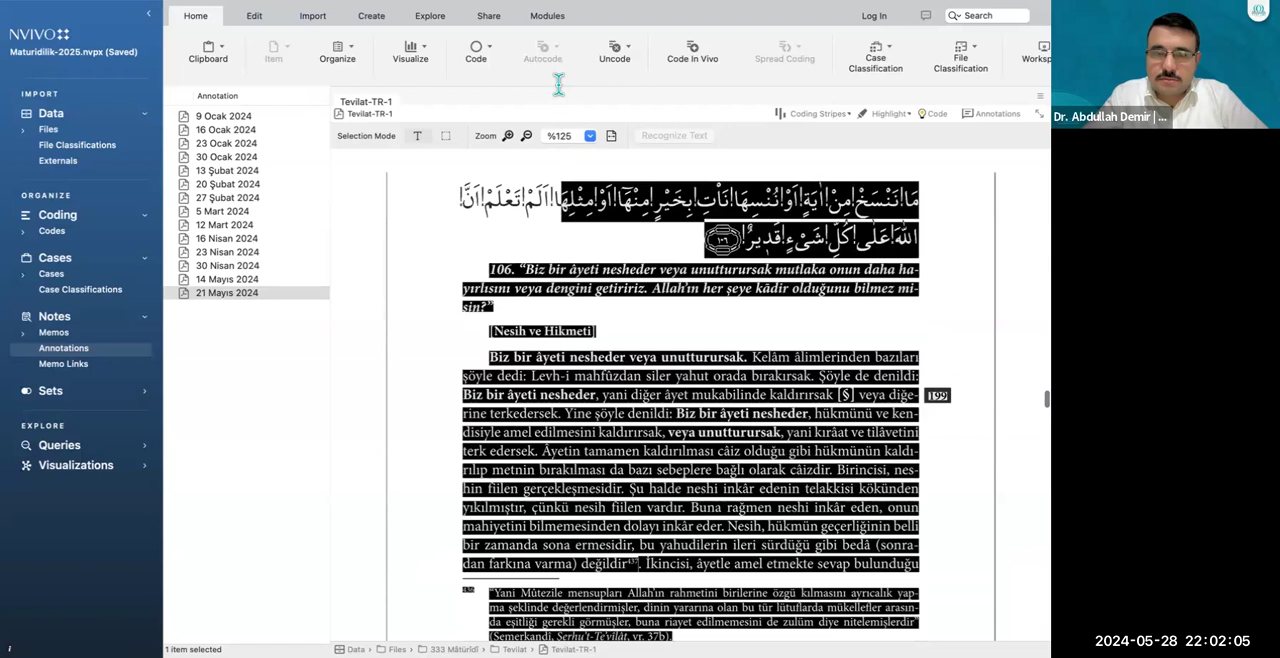 NVIVO
Maturidilik-2025.nvpx (Saved)
IMPORT
Data
Files
File Classifications
Externals
ORGANIZE
Coding
Codes
Cases
Cases
Case Classifications
Notes
Memos
Annotations
Memo Links
Sets
EXPLORE
Queries
Visualizations
Home Edit Import Create Explore Share Modules Log In Search
Clipboard Item Organize Visualize Code Autocode Uncode Code In Vivo Spread Coding Case Classification File Classification Worksp
Annotation
9 Ocak 2024
16 Ocak 2024
23 Ocak 2024
30 Ocak 2024
13 Şubat 2024
20 Şubat 2024
27 Şubat 2024
5 Mart 2024
12 Mart 2024
16 Nisan 2024
23 Nisan 2024
30 Nisan 2024
14 Mayıs 2024
21 Mayıs 2024
1 item selected
Tevilat-TR-1
Tevilat-TR-1 Coding Stripes Highlight Code Annotations
Selection Mode T Zoom %125 Recognize Text
مَا نَنْسَخْ مِنْ اٰيَةٍ اَوْ نُنْسِهَا نَأْتِ بِخَيْرٍ مِنْهَٓا اَوْ مِثْلِهَا اَلَمْ تَعْلَمْ اَنَّ
اللّٰهَ عَلٰى كُلِّ شَيْءٍ قَد۪يرٌ ١٠٦
106. “Biz bir âyeti nesheder veya unutturursak mutlaka onun daha ha-
yırlısını veya dengini getiririz. Allah’ın her şeye kādir olduğunu bilmez mi-
sin?”
[Nesih ve Hikmeti]
Biz bir âyeti nesheder veya unutturursak. Kelâm âlimlerinden bazıları
şöyle dedi: Levh-i mahfûzdan siler yahut orada bırakırsak. Şöyle de denildi:
Biz bir âyeti nesheder, yani diğer âyet mukabilinde kaldırırsak [§] veya diğe- 199
rine terkedersek. Yine şöyle denildi: Biz bir âyeti nesheder, hükmünü ve ken-
disiyle amel edilmesini kaldırırsak, veya unutturursak, yani kırâat ve tilâvetini
terk edersek. Âyetin tamamen kaldırılması câiz olduğu gibi hükmünün kaldı-
rılıp metnin bırakılması da bazı sebeplere bağlı olarak câizdir. Birincisi, nes-
hin fiilen gerçekleşmesidir. Şu halde neshi inkâr edenin telakkisi kökünden
yıkılmıştır, çünkü nesih fiilen vardır. Buna rağmen neshi inkâr eden, onun
mahiyetini bilmemesinden dolayı inkâr eder. Nesih, hükmün geçerliğinin belli
bir zamanda sona ermesidir, bu yahudilerin ileri sürdüğü gibi bedâ (sonra-
dan farkına varma) değildir437. İkincisi, âyetle amel etmekte sevap bulunduğu
436 “Yani Mûtezile mensupları Allah’ın rahmetini birilerine özgü kılmasını ayrıcalık yap-
ma şeklinde değerlendirmişler, dinin yararına olan bu tür lütuflarda mükellefler arasın-
da eşitliği gerekli görmüşler, buna riayet edilmemesini de zulüm diye nitelemişlerdir”
(Semerkandî, Şerhu’t-Te’vîlât, vr. 37b).
Data Files 333 Mâtürîdî Tevilat Tevilat-TR-1
Dr. Abdullah Demir | ...
2024-05-28 22:02:05